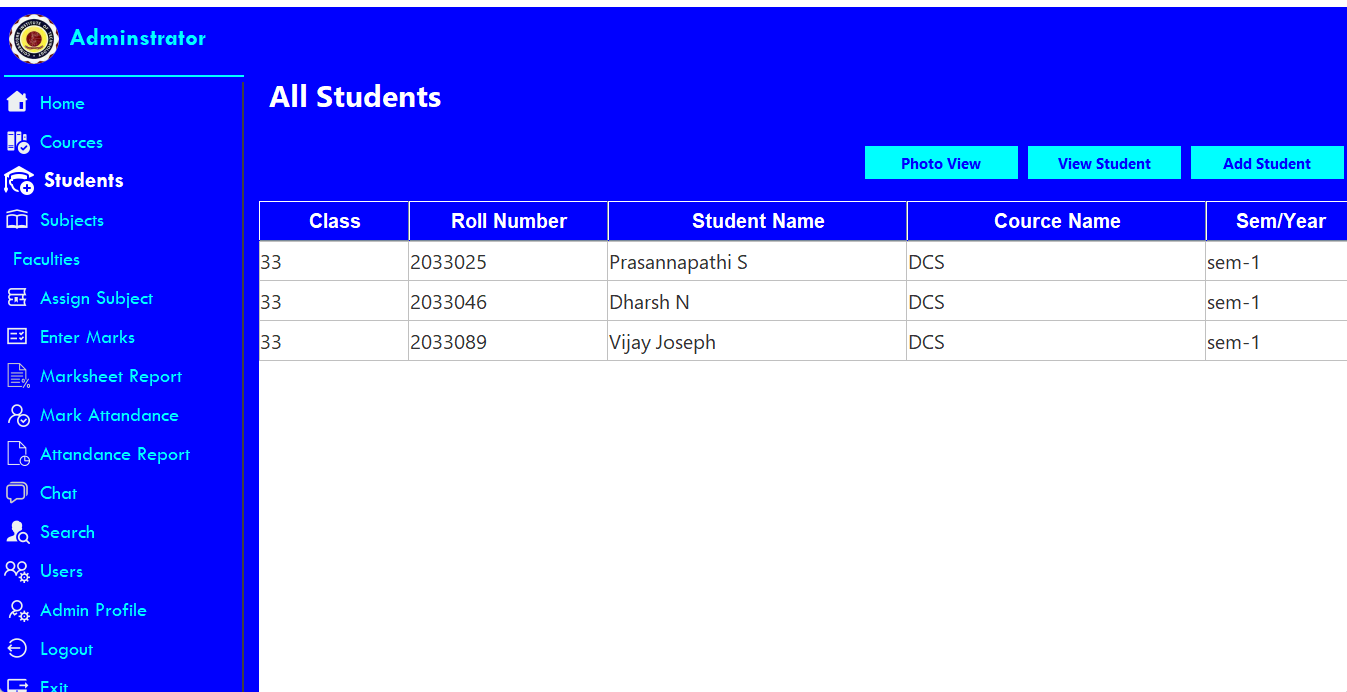 Adminstrator
Home
Cources
Students
Subjects
Faculties
Assign Subject
Enter Marks
Marksheet Report
Mark Attandance
Attandance Report
Chat
Search
Users
Admin Profile
Logout
Exit
All Students
Photo View View Student Add Student
Class Roll Number Student Name Cource Name Sem/Year
33 2033025 Prasannapathi S DCS sem-1
33 2033046 Dharsh N DCS sem-1
33 2033089 Vijay Joseph DCS sem-1